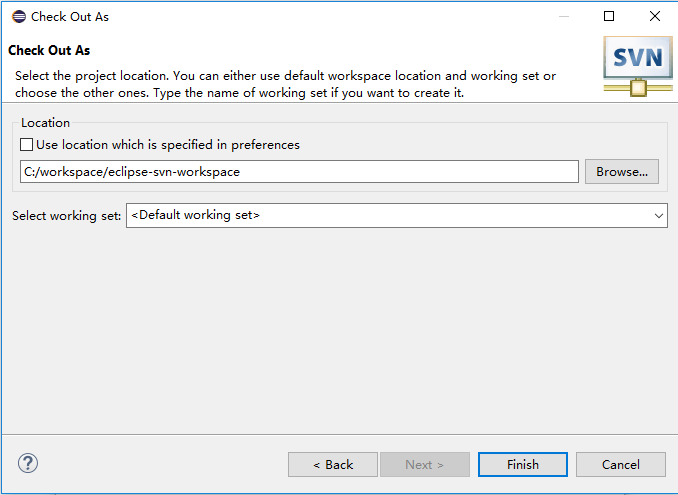 Check Out As
Check Out As
SVN
Select the project location. You can either use default workspace location and working set or
choose the other ones. Type the name of working set if you want to create it.
Location
Use location which is specified in preferences
C:/workspace/eclipse-svn-workspace
Browse...
Select working set:
<Default working set>
?
< Back
Next >
Finish
Cancel